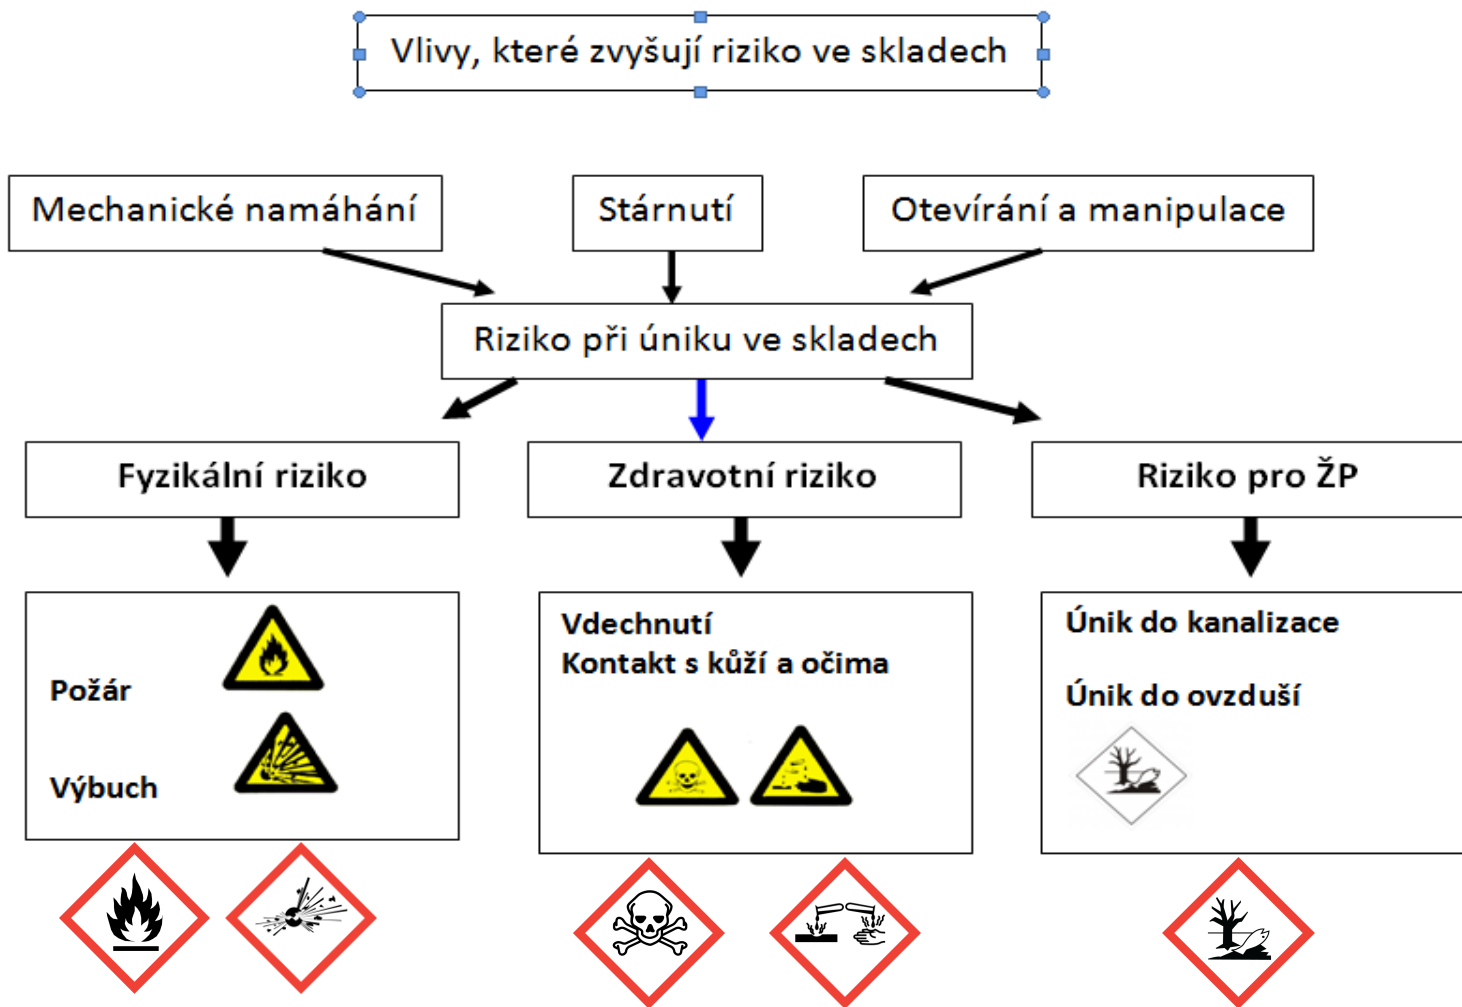 Vlivy, které zvyšují riziko ve skladech
Mechanické namáhání
Stárnutí
Otevírání a manipulace
Riziko při úniku ve skladech
Fyzikální riziko
Zdravotní riziko
Riziko pro ŽP
Požár
Výbuch
Vdechnutí
Kontakt s kůží a očima
Únik do kanalizace
Únik do ovzduší